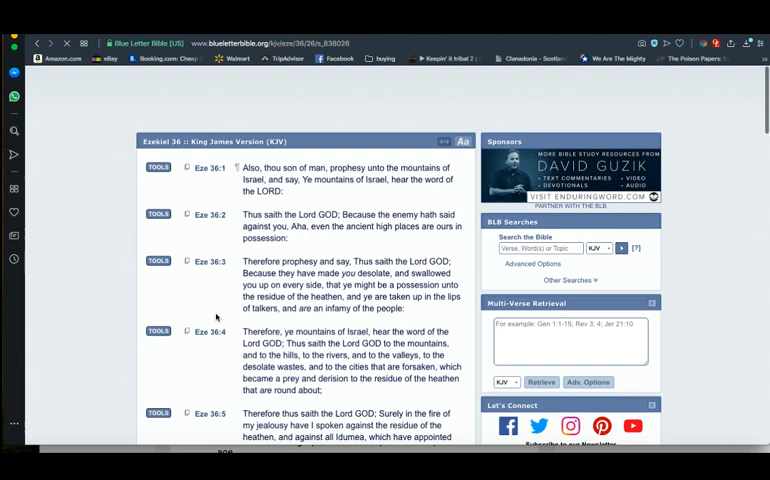 Blue Letter Bible [US] www.blueletterbible.org/kjv/eze/36/26/s_838026
Amazon.com eBay Booking.com: Cheap Walmart TripAdvisor Facebook buying Keepin' it tribal 2 | Clanadonia - Scotlan We Are The Mighty The Poison Papers: E
Ezekiel 36 :: King James Version (KJV) Aa
TOOLS Eze 36:1 ¶ Also, thou son of man, prophesy unto the mountains of
Israel, and say, Ye mountains of Israel, hear the word of
the LORD:
TOOLS Eze 36:2 Thus saith the Lord GOD; Because the enemy hath said
against you, Aha, even the ancient high places are ours in
possession:
TOOLS Eze 36:3 Therefore prophesy and say, Thus saith the Lord GOD;
Because they have made you desolate, and swallowed
you up on every side, that ye might be a possession unto
the residue of the heathen, and ye are taken up in the lips
of talkers, and are an infamy of the people:
TOOLS Eze 36:4 Therefore, ye mountains of Israel, hear the word of the
Lord GOD; Thus saith the Lord GOD to the mountains,
and to the hills, to the rivers, and to the valleys, to the
desolate wastes, and to the cities that are forsaken, which
became a prey and derision to the residue of the heathen
that are round about;
TOOLS Eze 36:5 Therefore thus saith the Lord GOD; Surely in the fire of
my jealousy have I spoken against the residue of the
heathen, and against all Idumea, which have appointed
Sponsors
MORE BIBLE STUDY RESOURCES FROM
DAVID GUZIK
• TEXT COMMENTARIES • VIDEO
• DEVOTIONALS • AUDIO
VISIT ENDURINGWORD.COM
PARTNER WITH THE BLB
BLB Searches
Search the Bible
Verse, Word(s) or Topic KJV [?]
Advanced Options
Other Searches
Multi-Verse Retrieval
For example: Gen 1:1-15; Rev 3; 4; Jer 21:10
KJV Retrieve Adv. Options
Let's Connect
Subscribe to our Newsletter
age